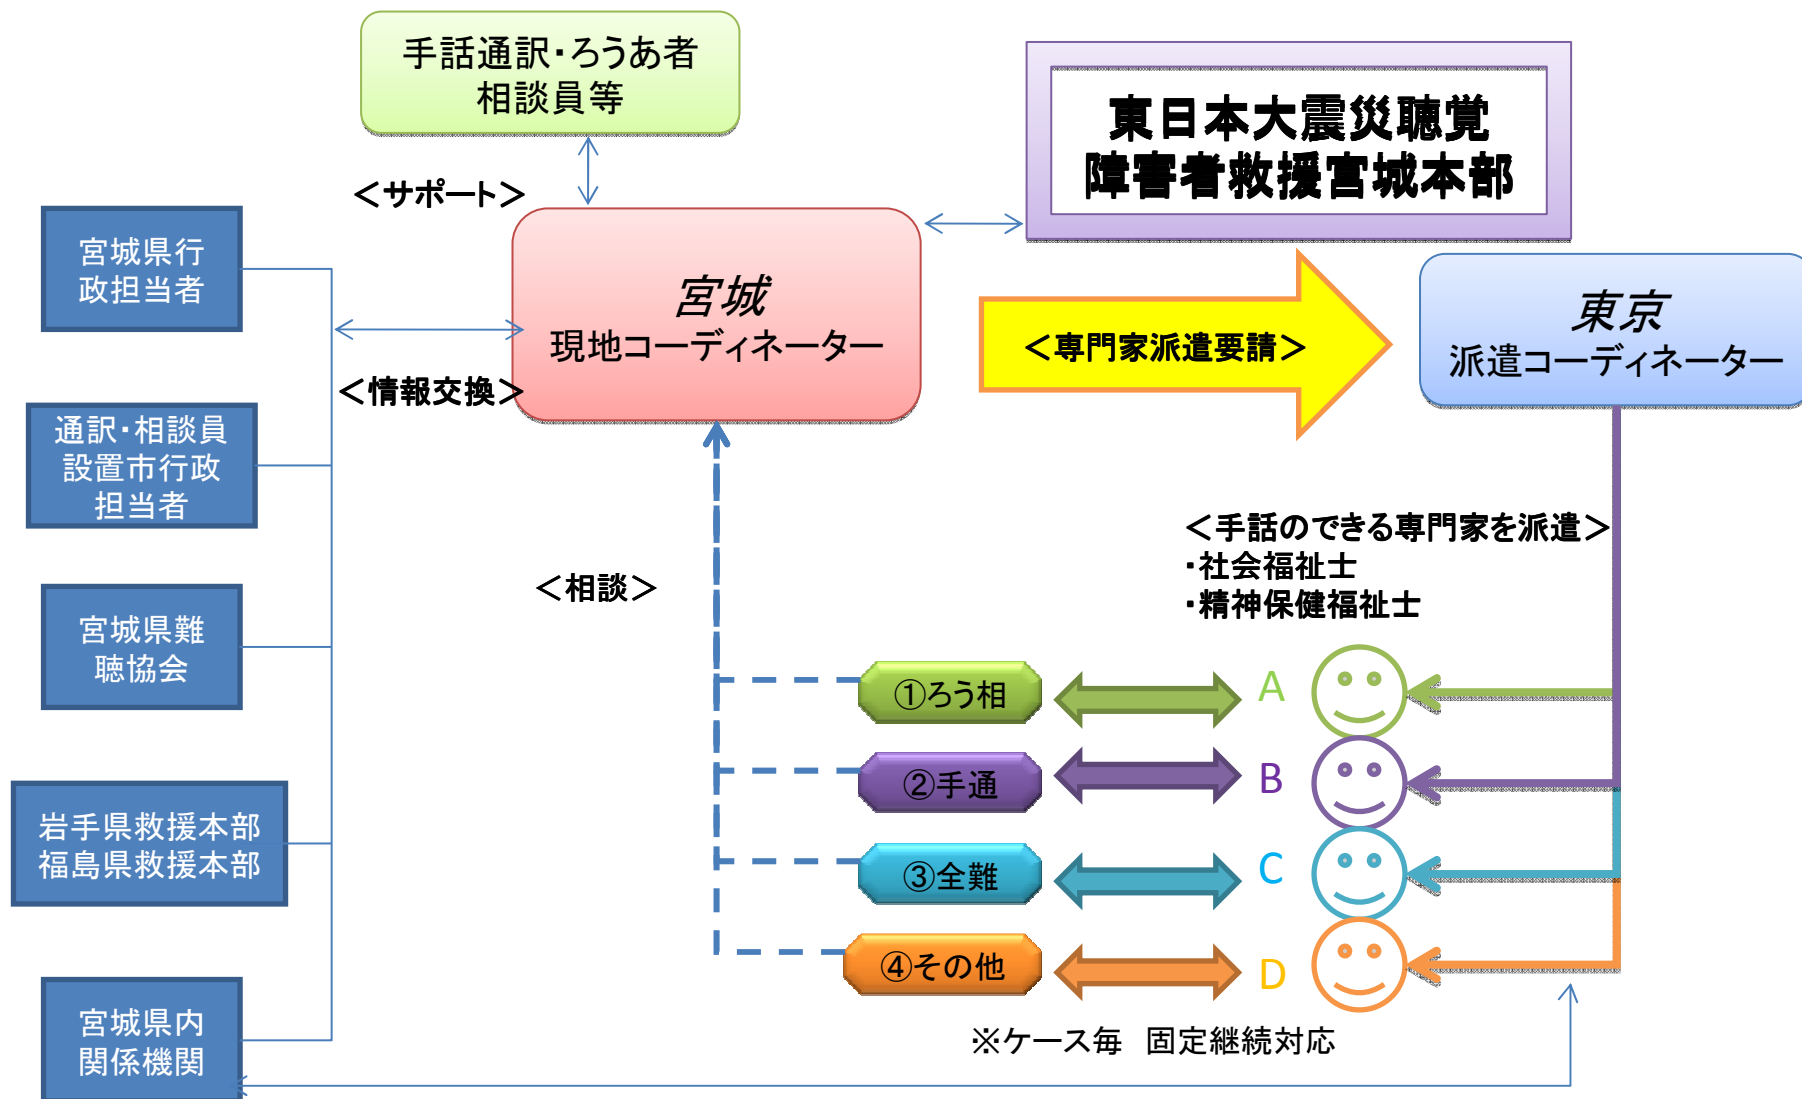 手話通訳・ろうあ者
相談員等
東日本大震災聴覚
障害者救援宮城本部
＜サポート＞
宮城県行
政担当者
宮城
現地コーディネーター
＜専門家派遣要請＞
東京
派遣コーディネーター
＜情報交換＞
通訳・相談員
設置市行政
担当者
＜手話のできる専門家を派遣＞
・社会福祉士
・精神保健福祉士
＜相談＞
宮城県難
聴協会
①ろう相
A
②手通
B
岩手県救援本部
福島県救援本部
③全難
C
④その他
D
宮城県内
関係機関
※ケース毎　固定継続対応